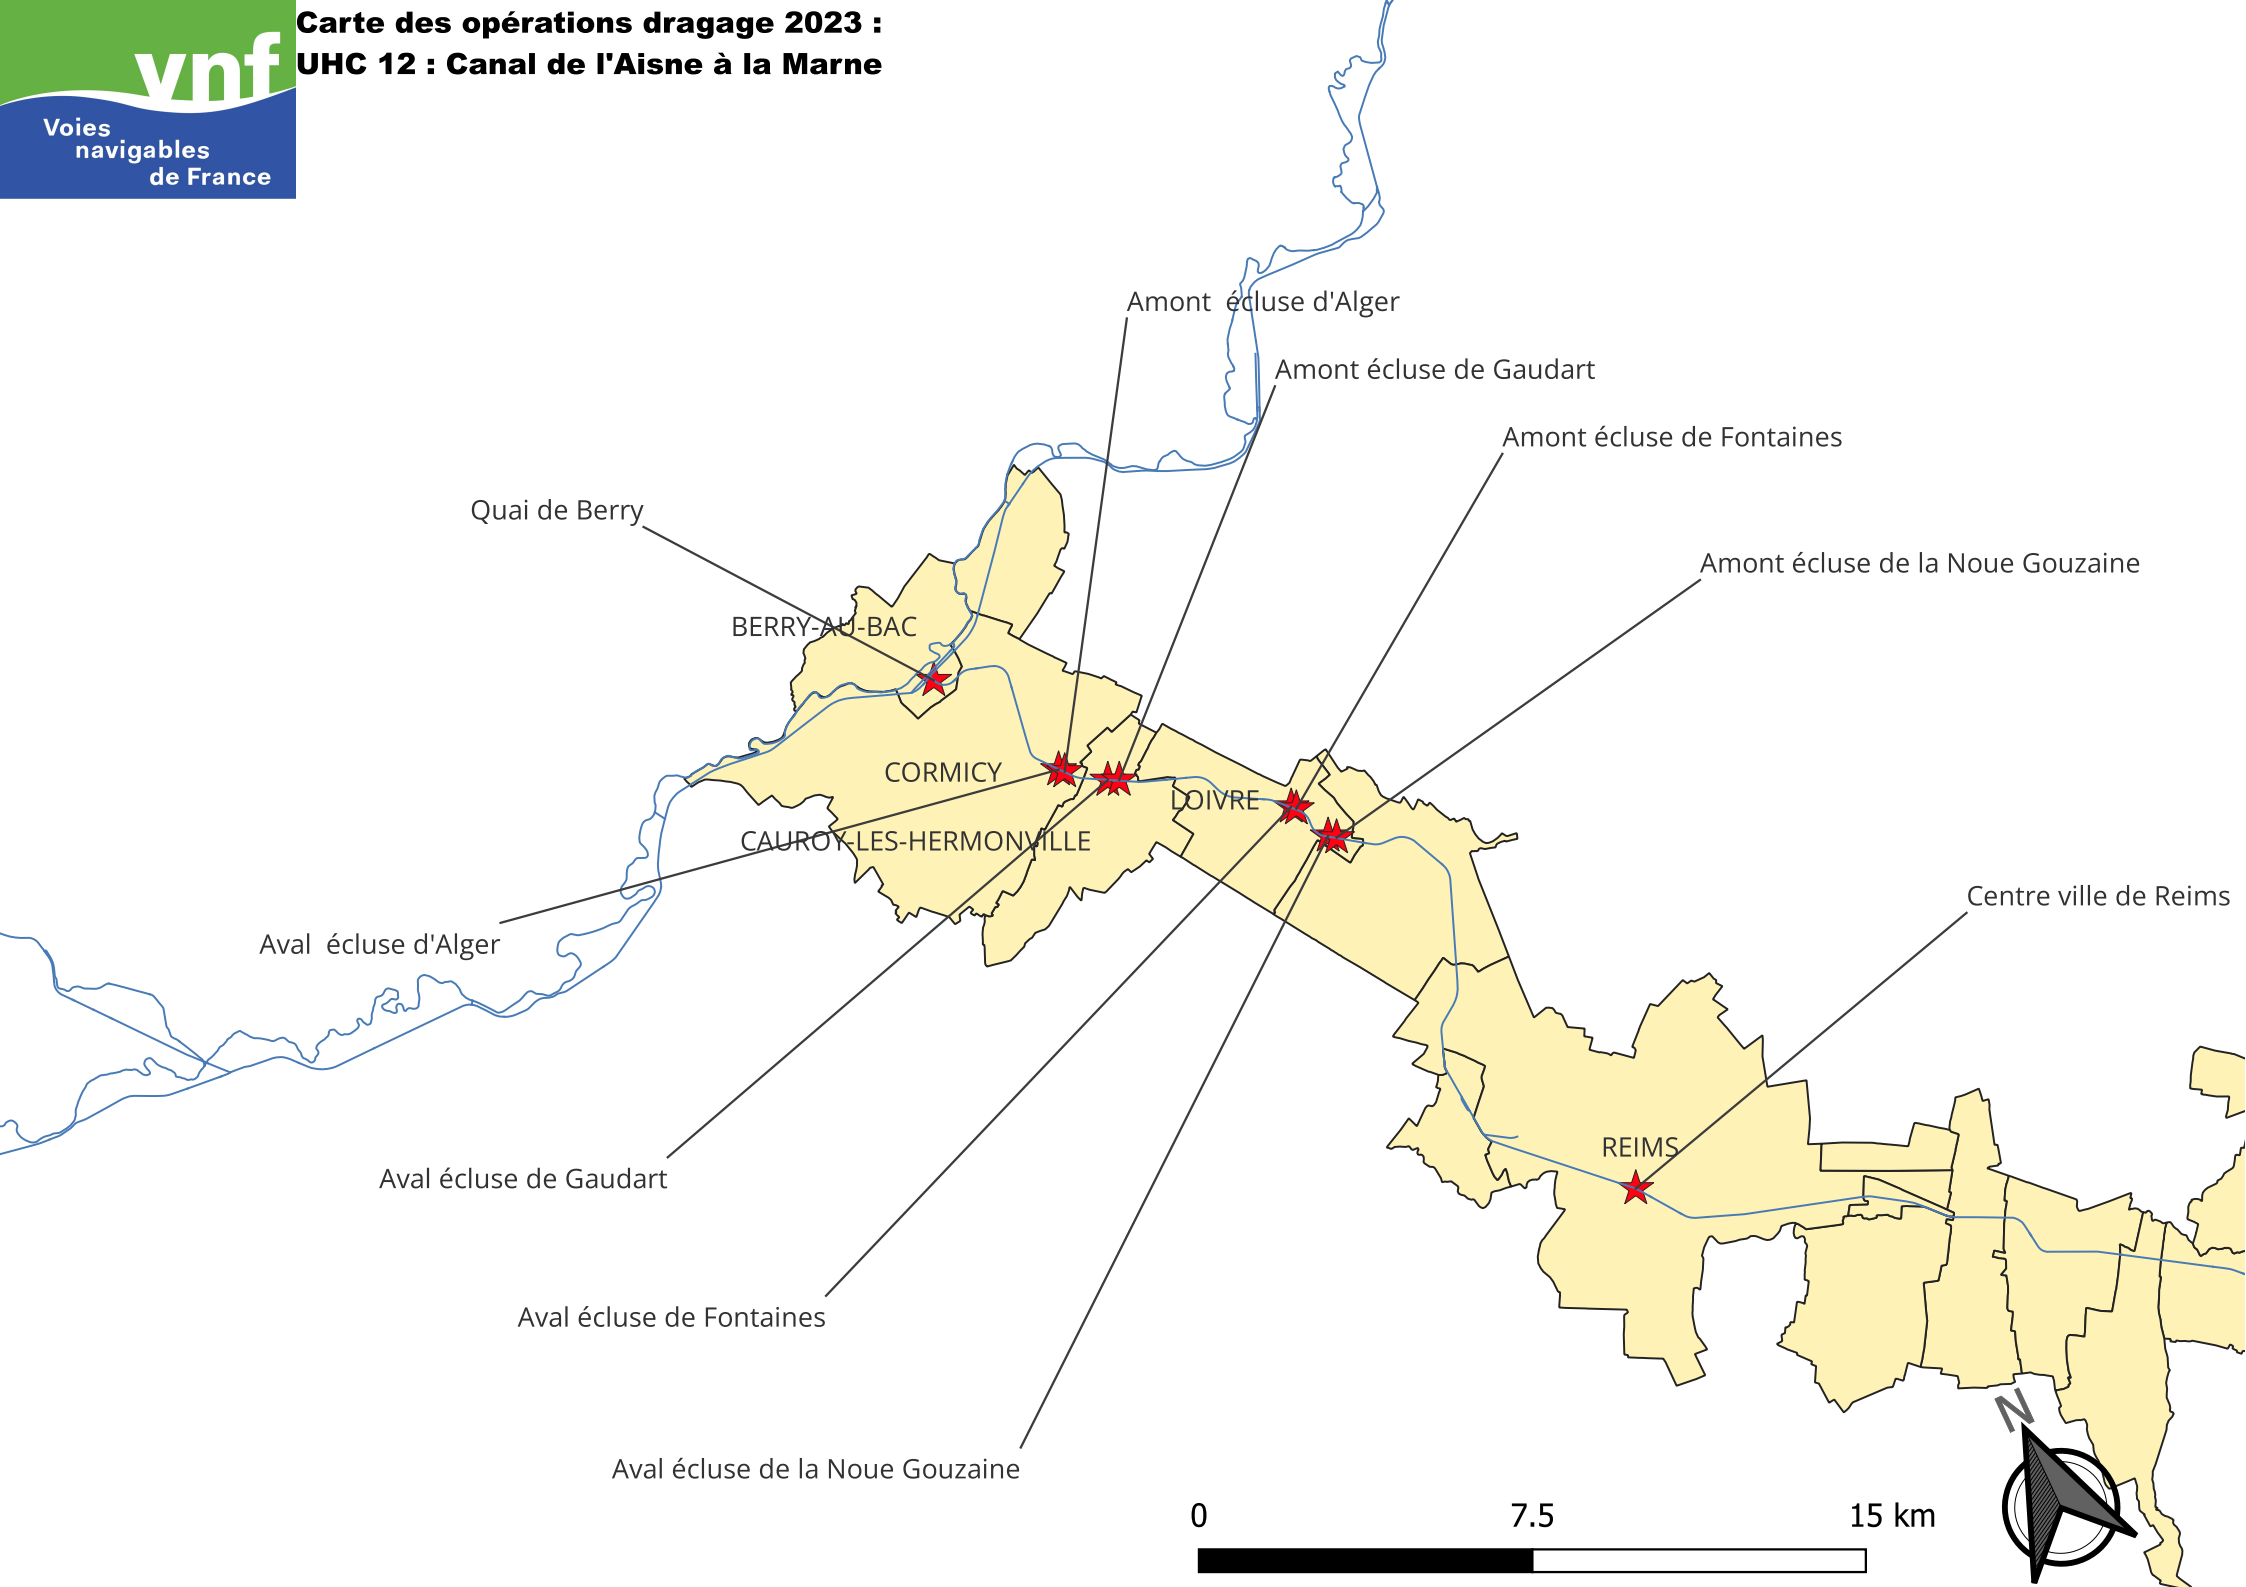 Carte des opérations dragage 2023 :
UHC 12 : Canal de l'Aisne à la Marne
vnf
Voies
navigables
de France
Amont  écluse d'Alger
Amont écluse de Gaudart
Amont écluse de Fontaines
Quai de Berry
Amont écluse de la Noue Gouzaine
BERRY-AU-BAC
CORMICY
LOIVRE
CAUROY-LES-HERMONVILLE
Centre ville de Reims
Aval  écluse d'Alger
REIMS
Aval écluse de Gaudart
Aval écluse de Fontaines
Aval écluse de la Noue Gouzaine
N
0 7.5 15 km